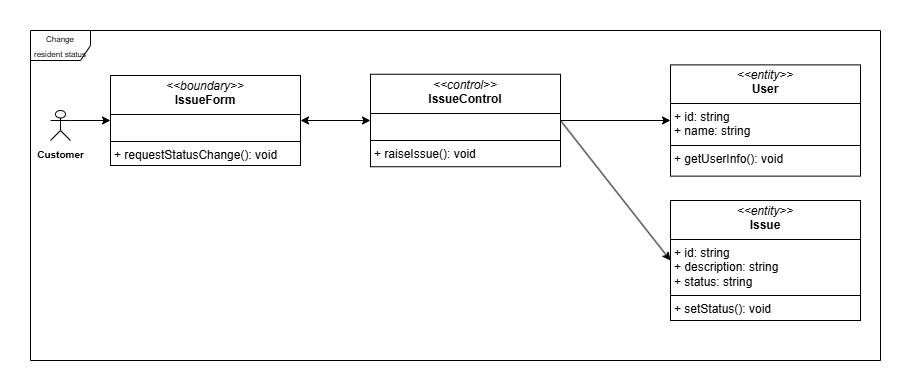 Change
resident status
Customer
<<boundary>>
IssueForm
+ requestStatusChange(): void
<<control>>
IssueControl
+ raiseIssue(): void
<<entity>>
User
+ id: string
+ name: string
+ getUserInfo(): void
<<entity>>
Issue
+ id: string
+ description: string
+ status: string
+ setStatus(): void